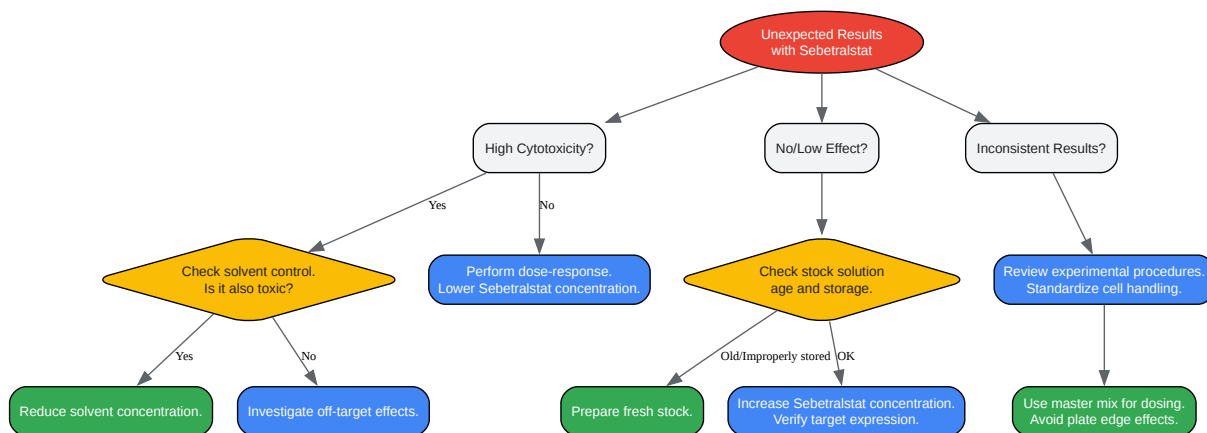 Unexpected Results
with Sebetralstat
High Cytotoxicity?
No/Low Effect?
Inconsistent Results?
Yes
No
Check solvent control.
Is it also toxic?
Perform dose-response.
Lower Sebetralstat concentration.
Check stock solution
age and storage.
Review experimental procedures.
Standardize cell handling.
Yes
No
Old/Improperly stored
OK
Reduce solvent concentration.
Investigate off-target effects.
Prepare fresh stock.
Increase Sebetralstat concentration.
Verify target expression.
Use master mix for dosing.
Avoid plate edge effects.